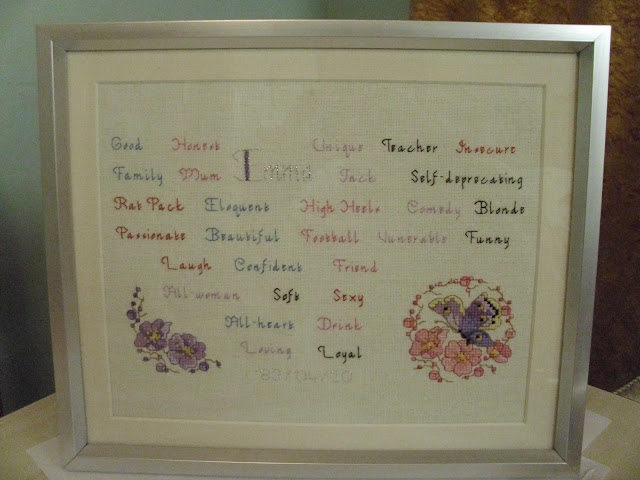 Good Honest Unique Teacher Insecure
Family Mum Emma Jack Self-deprecating
Rat Pack Eloquent High Heels Comedy Blonde
Passionate Beautiful Football Vunerable Funny
Laugh Confident Friend
All-woman Soft Sexy
All-heart Drink
Loving Loyal